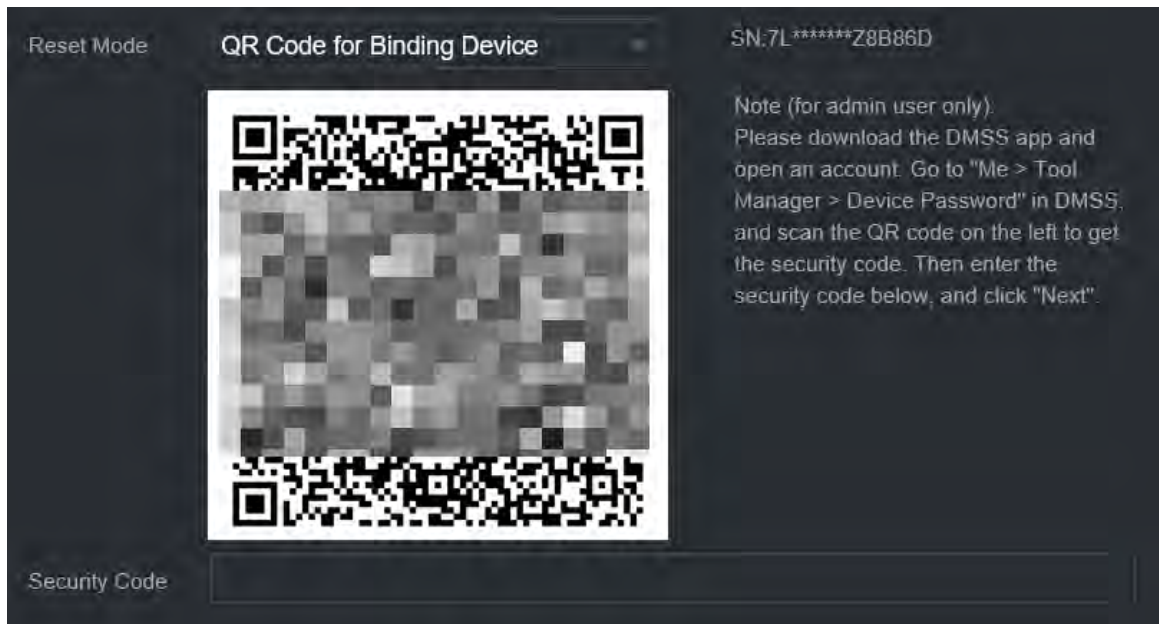 Reset Mode
QR Code for Binding Device
SN:7L*******Z8B86D
Note (for admin user only).
Please download the DMSS app and
open an account. Go to "Me > Tool
Manager > Device Password" in DMSS,
and scan the QR code on the left to get
the security code. Then enter the
security code below, and click "Next".
Security Code